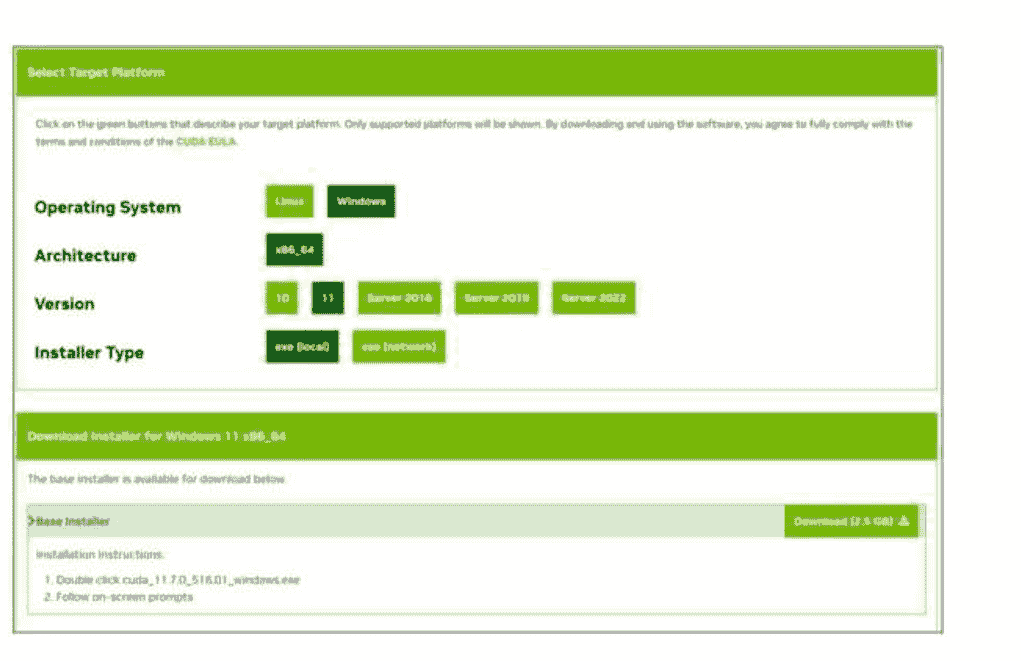 Select Target Platform
Click on the green buttons that describe your target platform. Only supported platforms will be shown. By downloading and using the software, you agree to fully comply with the
terms and conditions of the CUDA EULA.
Operating System Linux Windows
Architecture x86_64
Version 10 11 Server 2016 Server 2019 Server 2022
Installer Type exe (local) exe (network)
Download Installer for Windows 11 x86_64
The base installer is available for download below.
Base Installer Download (2.5 GB)
Installation Instructions:
1. Double click cuda_11.7.0_516.01_windows.exe
2. Follow on-screen prompts